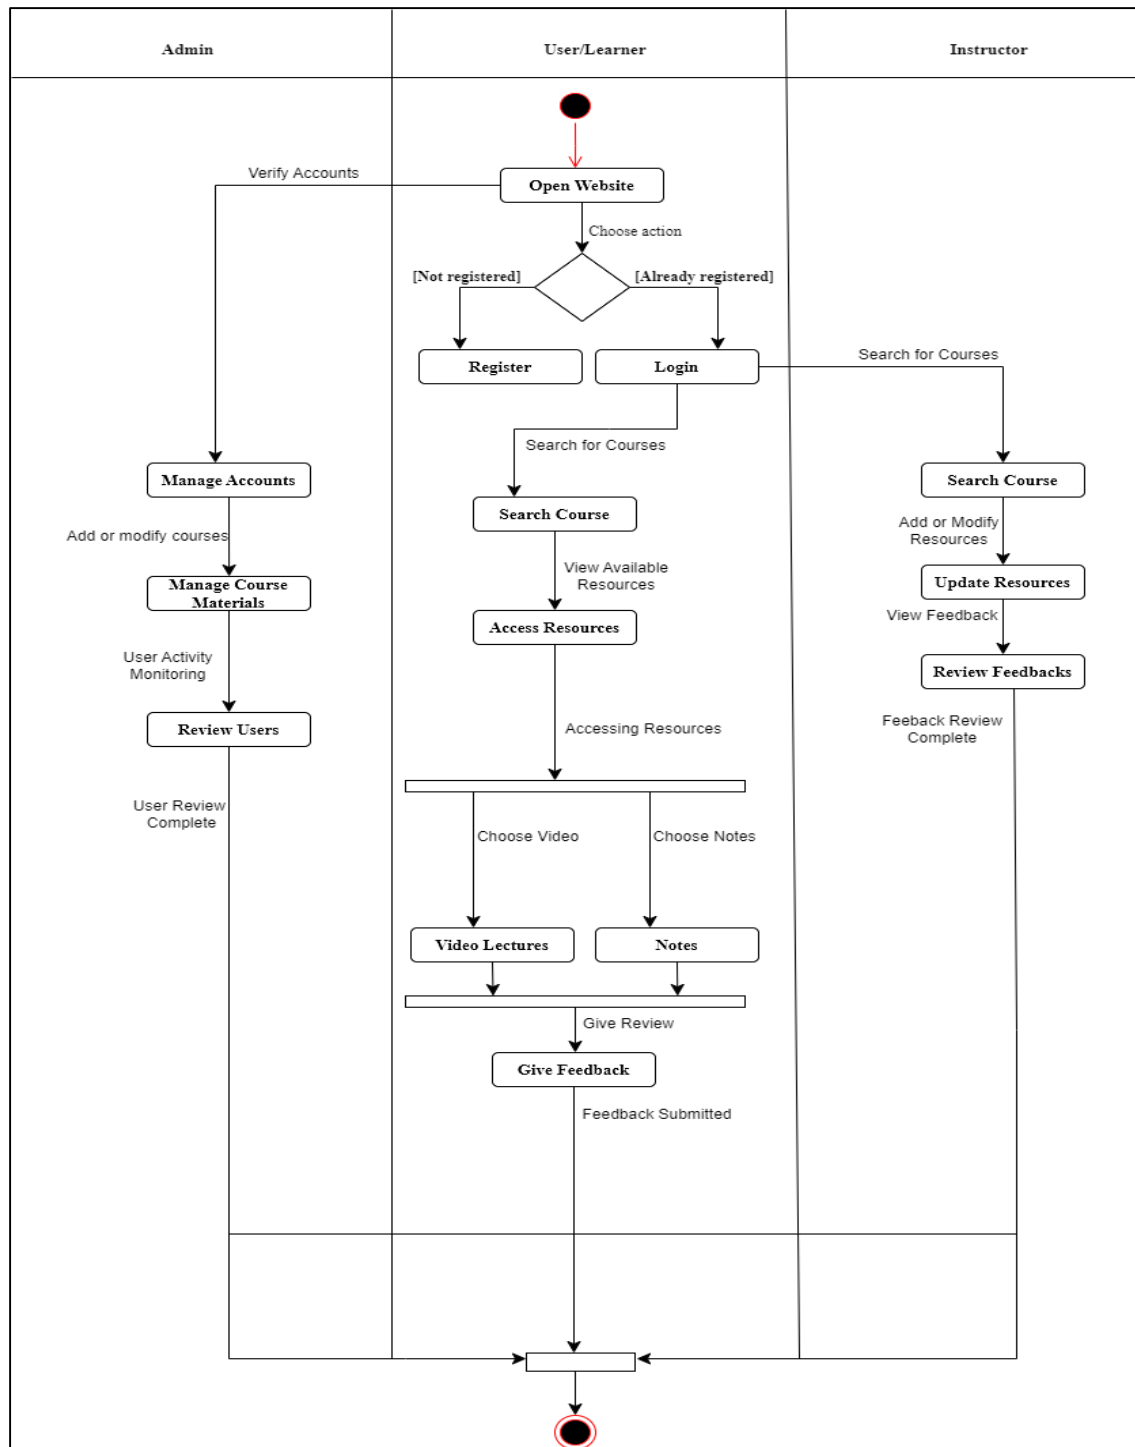 Admin
User/Learner
Instructor
Verify Accounts
Open Website
Choose action
[Not registered]
[Already registered]
Register
Login
Search for Courses
Search for Courses
Manage Accounts
Search Course
Search Course
Add or modify courses
Add or Modify
Resources
View Available
Resources
Manage Course
Materials
Update Resources
View Feedback
Access Resources
User Activity
Monitoring
Review Feedbacks
Review Users
Accessing Resources
Feeback Review
Complete
User Review
Complete
Choose Video
Choose Notes
Video Lectures
Notes
Give Review
Give Feedback
Feedback Submitted